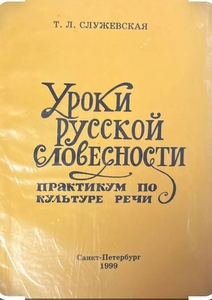 Т. Л. СЛУЖЕВСКАЯ
УРОКИ
РУССКОЙ
СЛОВЕСНОСТИ
ПРАКТИКУМ ПО
КУЛЬТУРЕ РЕЧИ
Санкт-Петербург
1999